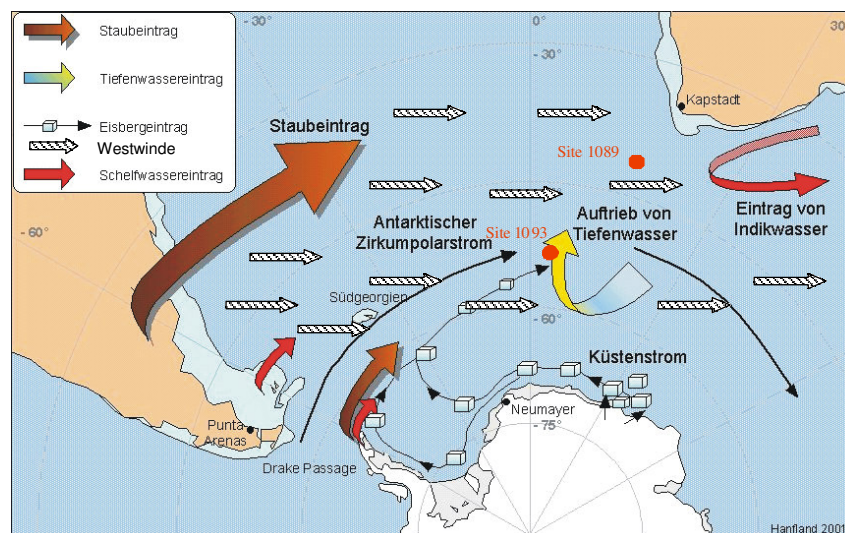 Staubeintrag
Tiefenwassereintrag
Eisbergeintrag
Westwinde
Schelfwassereintrag
- 30°
0°
- 30°
30
Kapstadt
Staubeintrag
Site 1089
- 60°
Antarktischer
Zirkumpolarstrom
Site 1093
Auftrieb von
Tiefenwasser
Eintrag von
Indikwasser
Südgeorgien
- 60°
Küstenstrom
Neumayer
- 75°
Punta
Arenas
Drake Passage
Hanfland 2001